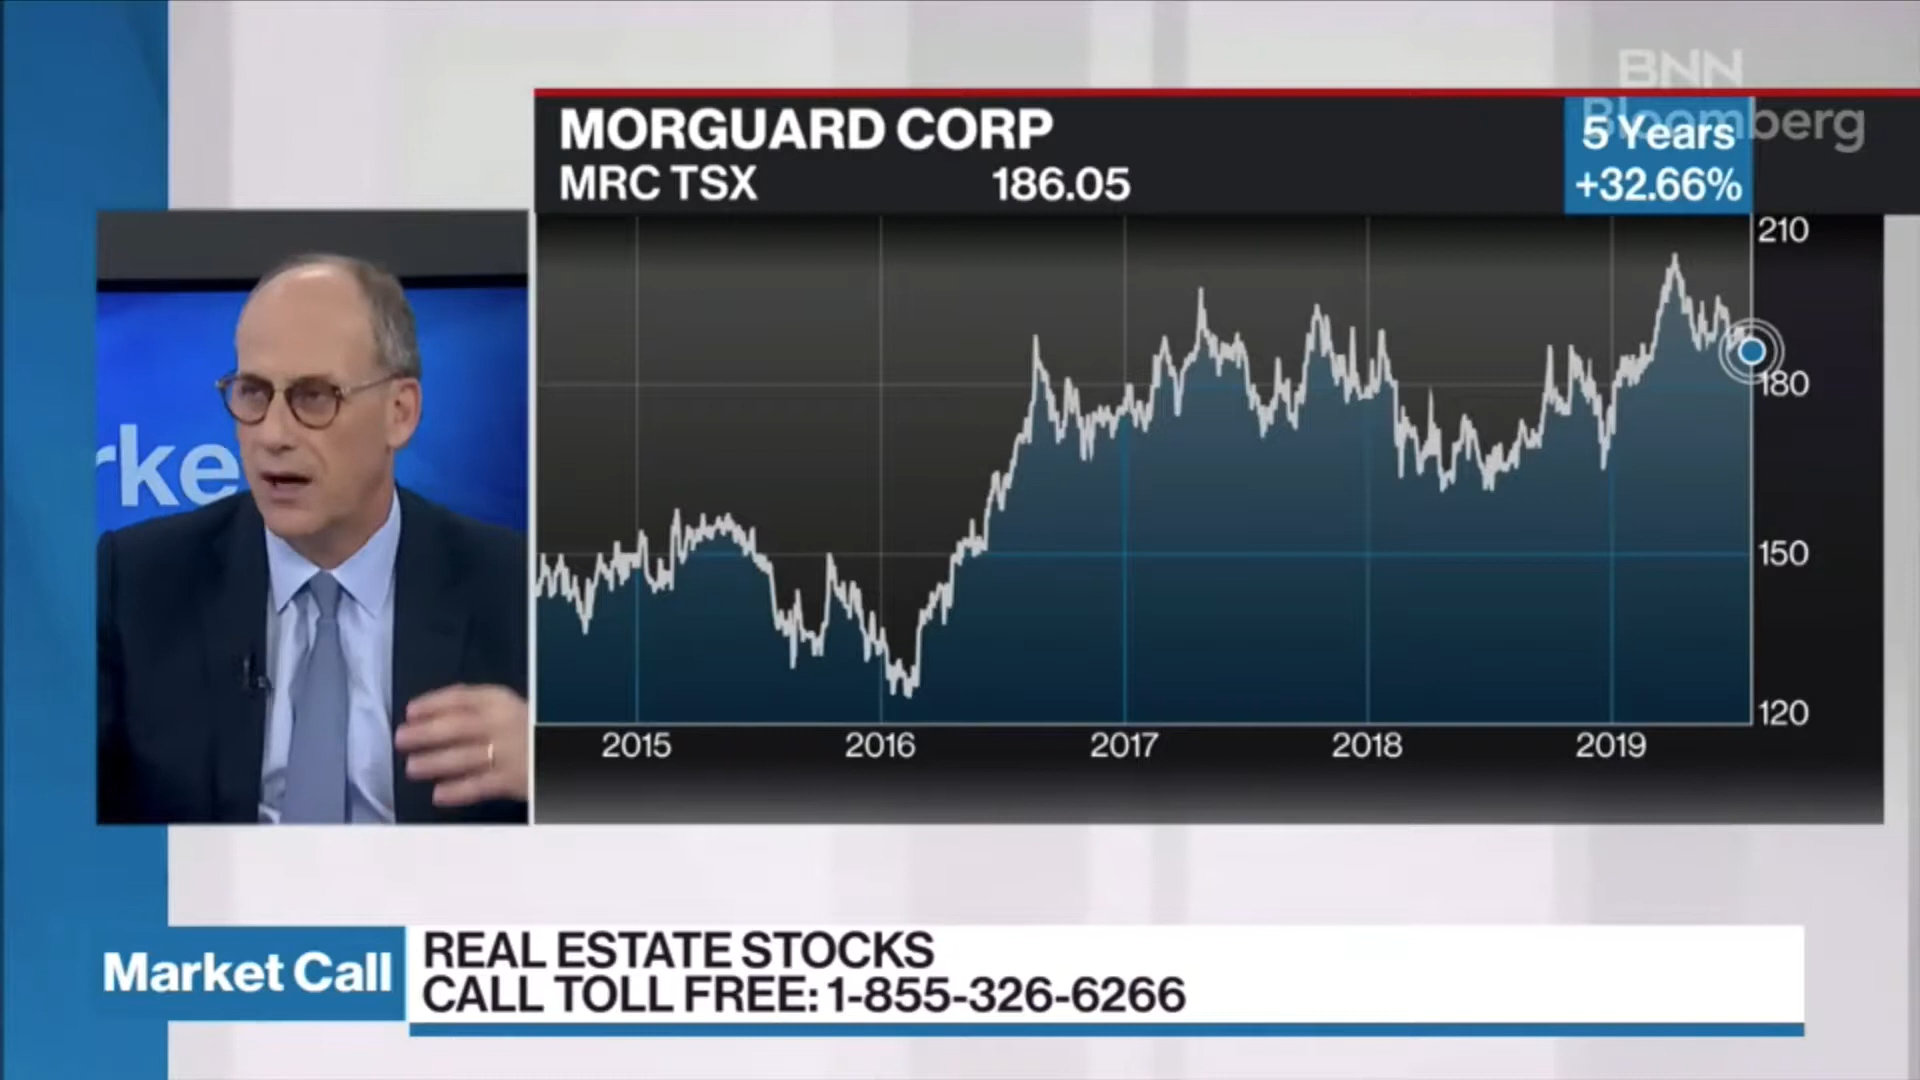 BNN
Bloomberg
MORGUARD CORP
5 Years
MRC TSX 186.05 +32.66%
210
180
150
120
2015 2016 2017 2018 2019
rke
Market Call
REAL ESTATE STOCKS
CALL TOLL FREE: 1-855-326-6266